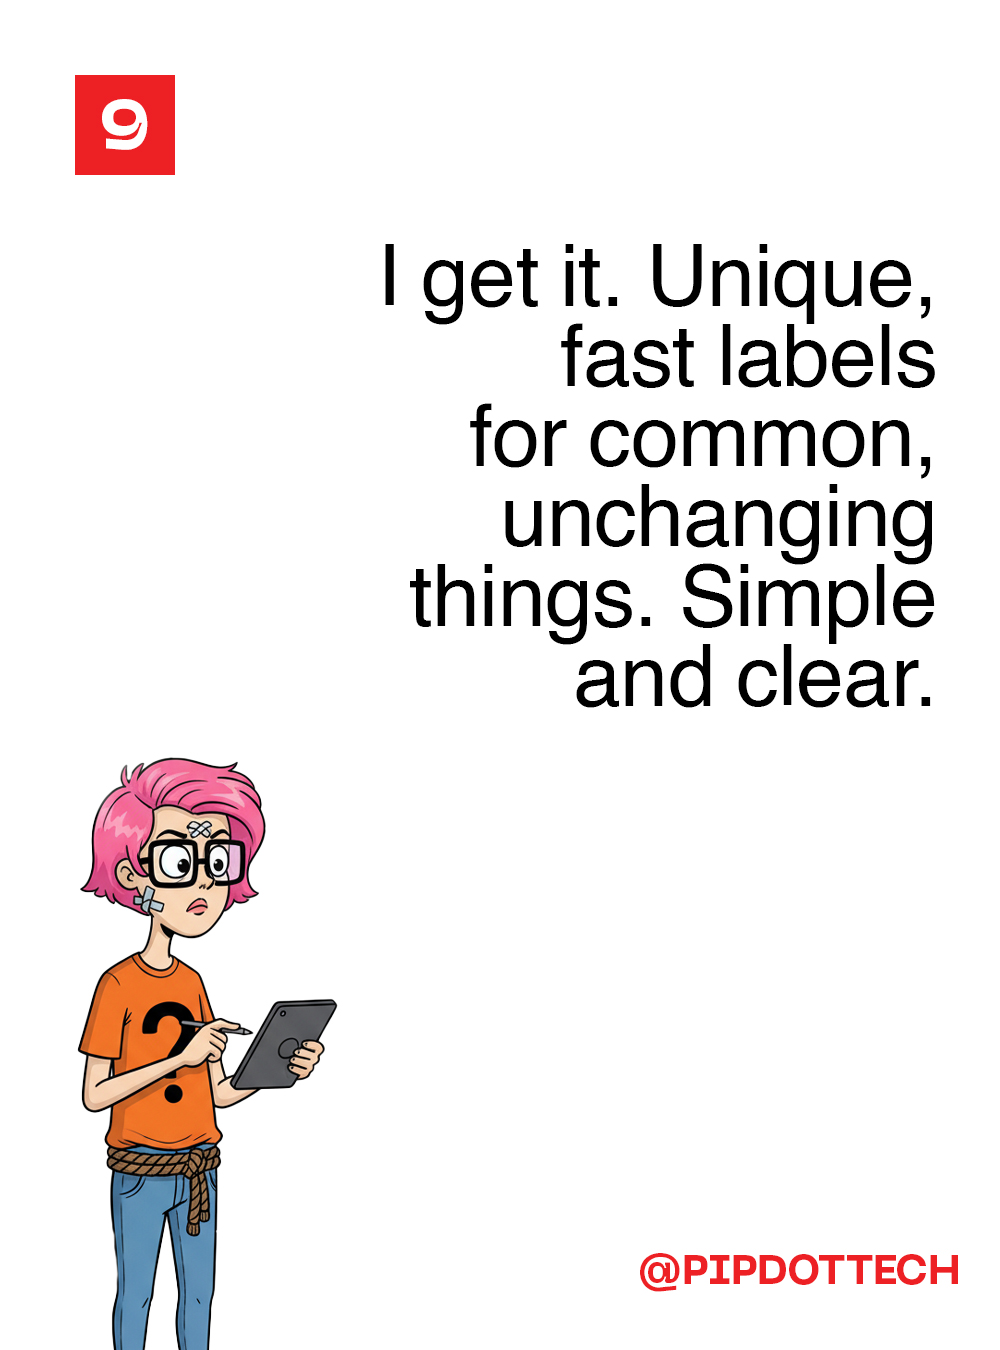 9
I get it. Unique,
fast labels
for common,
unchanging
things. Simple
and clear.
?
@PIPDOTTECH